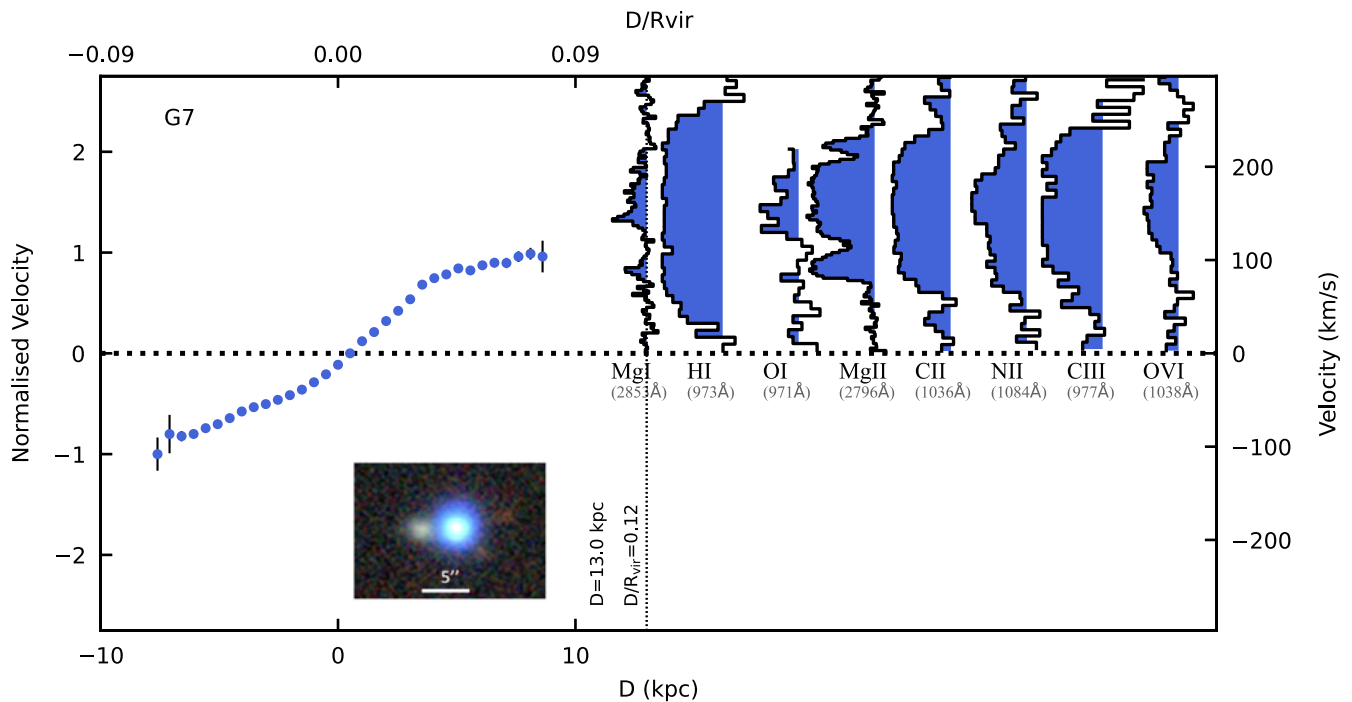 D/Rvir
−0.09 0.00 0.09
G7
2
1
0
−1
−2
Normalised Velocity
200
100
0
−100
−200
Velocity (km/s)
MgI HI OI MgII CII NII CIII OVI
(2853Å) (973Å) (971Å) (2796Å) (1036Å) (1084Å) (977Å) (1038Å)
5’’
D=13.0 kpc
D/Rvir=0.12
−10 0 10
D (kpc)